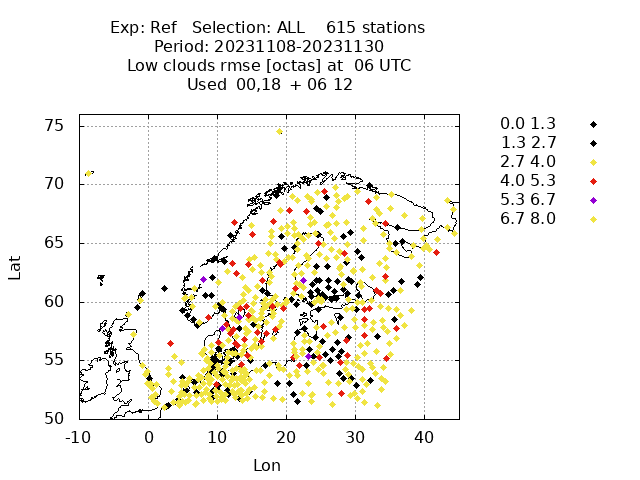 Exp: Ref   Selection: ALL    615 stations
Period: 20231108-20231130
Low clouds rmse [octas] at  06 UTC
Used  00,18  + 06 12
75
70
65
60
55
50
-10 0 10 20 30 40
Lat
Lon
0.0 1.3
1.3 2.7
2.7 4.0
4.0 5.3
5.3 6.7
6.7 8.0